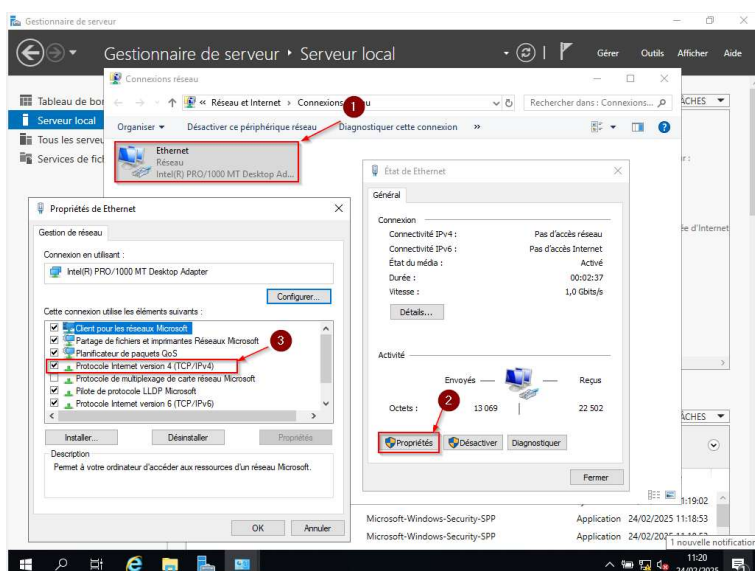 Gestionnaire de serveur
Gestionnaire de serveur • Serveur local
Gérer Outils Afficher Aide
Tableau de bor
Serveur local
Tous les serveu
Services de fich
Connexions réseau
« Réseau et Internet › Connexions
Rechercher dans : Connexions...
Organiser Désactiver ce périphérique réseau Diagnostiquer cette connexion »
1
Ethernet
Réseau
Intel(R) PRO/1000 MT Desktop Ad...
ÂCHES
ée d'Internet
État de Ethernet
Général
Connexion
Connectivité IPv4 : Pas d'accès réseau
Connectivité IPv6 : Pas d'accès Internet
État du média : Activé
Durée : 00:02:37
Vitesse : 1,0 Gbits/s
Détails...
Activité
Envoyés — — Reçus
Octets : 13 069 | 22 502
2
Propriétés Désactiver Diagnostiquer
Fermer
Propriétés de Ethernet
Gestion de réseau
Connexion en utilisant :
Intel(R) PRO/1000 MT Desktop Adapter
Configurer...
Cette connexion utilise les éléments suivants :
Client pour les réseaux Microsoft
Partage de fichiers et imprimantes Réseaux Microsoft
Planificateur de paquets QoS
Protocole Internet version 4 (TCP/IPv4)
Protocole de multiplexage de carte réseau Microsoft
Pilote de protocole LLDP Microsoft
Protocole Internet version 6 (TCP/IPv6)
3
Installer... Désinstaller Propriétés
Description
Permet à votre ordinateur d'accéder aux ressources d'un réseau Microsoft.
OK Annuler
ÂCHES
1:19:02
Microsoft-Windows-Security-SPP Application 24/02/2025 11:18:53
Microsoft-Windows-Security-SPP Application
1 nouvelle notification
11:20
24/02/2025